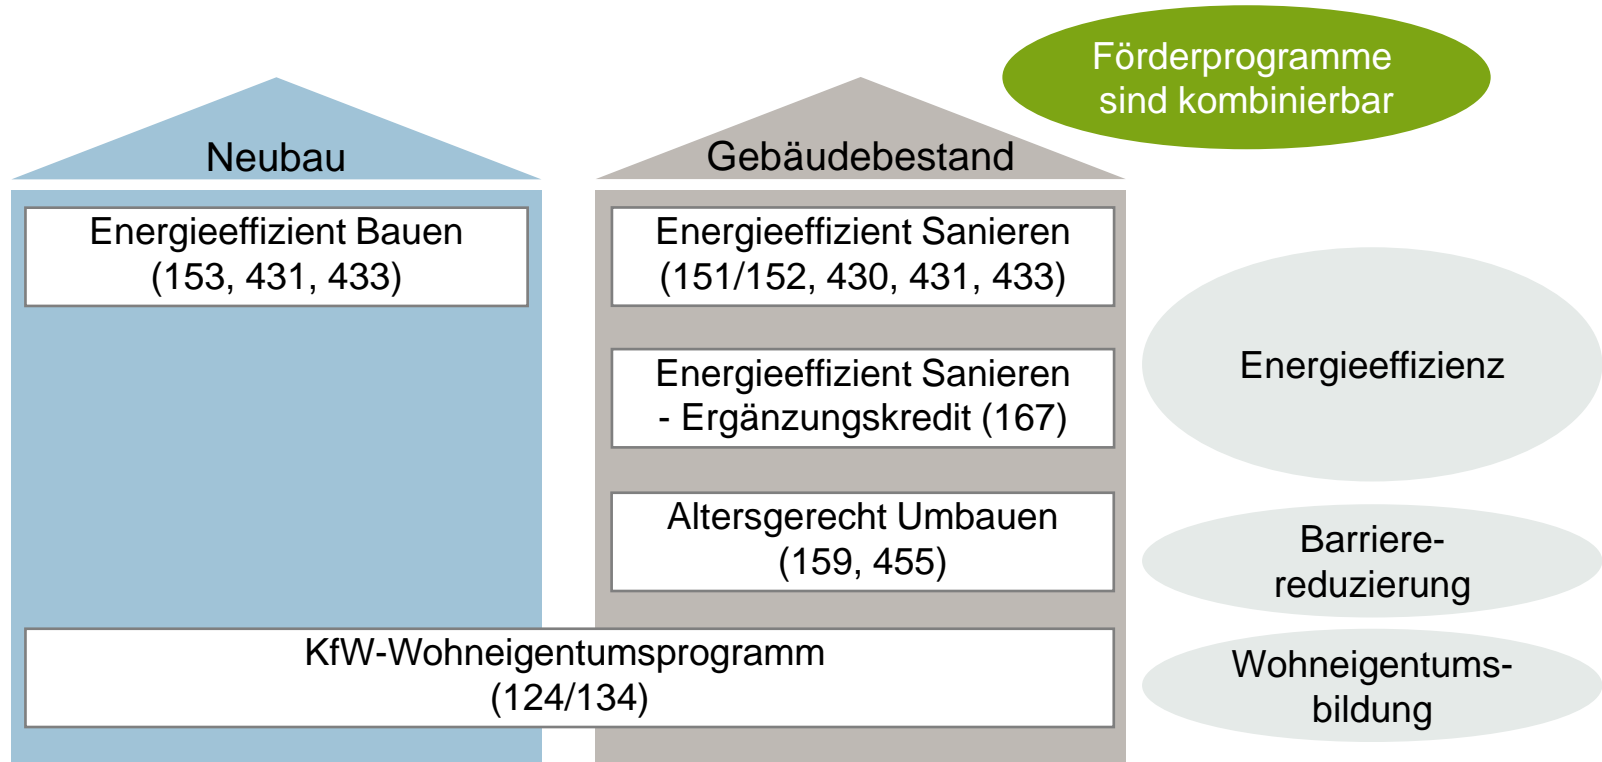 Förderprogramme
sind kombinierbar
Neubau
Gebäudebestand
Energieeffizient Bauen
(153, 431, 433)
Energieeffizient Sanieren
(151/152, 430, 431, 433)
Energieeffizient Sanieren
- Ergänzungskredit (167)
Energieeffizienz
Altersgerecht Umbauen
(159, 455)
Barriere-
reduzierung
KfW-Wohneigentumsprogramm
(124/134)
Wohneigentums-
bildung